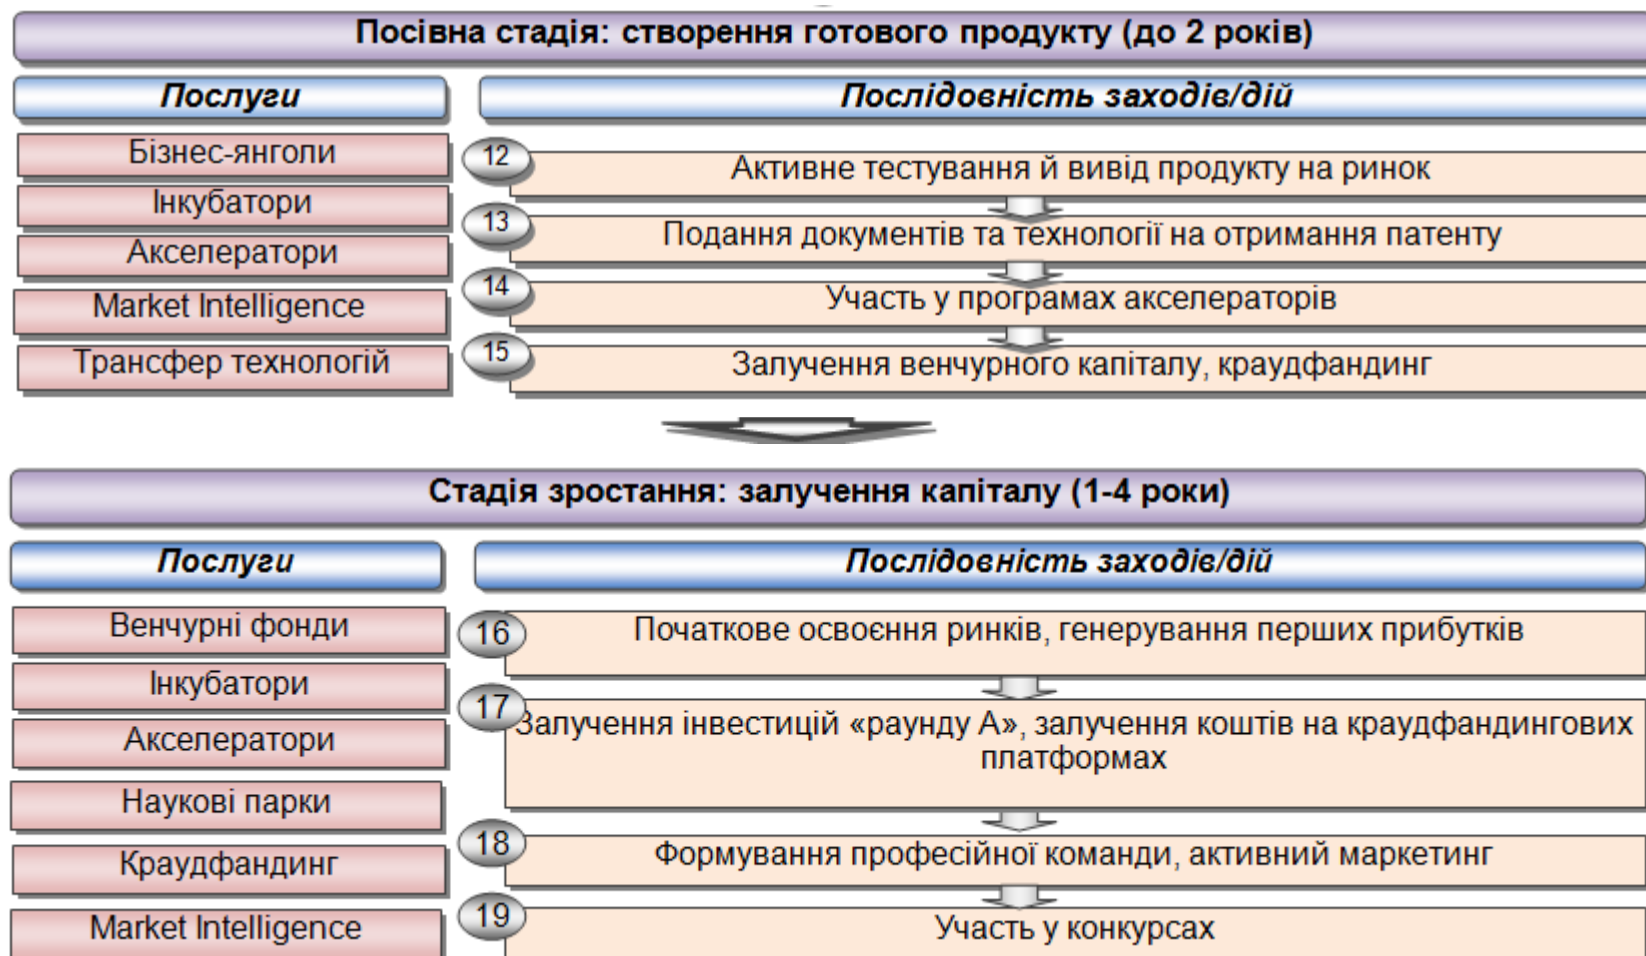 Посівна стадія: створення готового продукту (до 2 років)
Послуги
Послідовність заходів/дій
Бізнес-янголи
Інкубатори
Акселератори
Market Intelligence
Трансфер технологій
12
Активне тестування й вивід продукту на ринок
13
Подання документів та технології на отримання патенту
14
Участь у програмах акселераторів
15
Залучення венчурного капіталу, краудфандинг
Стадія зростання: залучення капіталу (1-4 роки)
Послуги
Послідовність заходів/дій
Венчурні фонди
Інкубатори
Акселератори
Наукові парки
Краудфандинг
Market Intelligence
16
Початкове освоєння ринків, генерування перших прибутків
17
Залучення інвестицій «раунду А», залучення коштів на краудфандингових
платформах
18
Формування професійної команди, активний маркетинг
19
Участь у конкурсах